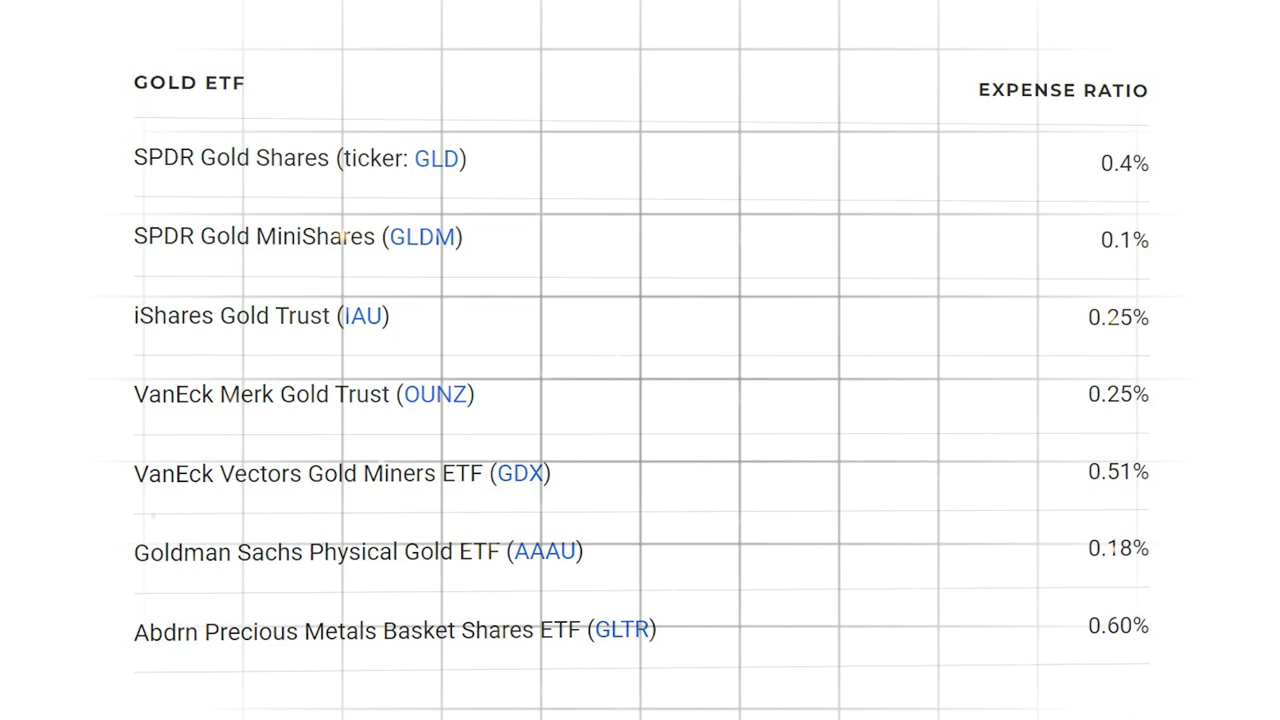 GOLD ETF EXPENSE RATIO
SPDR Gold Shares (ticker: GLD) 0.4%
SPDR Gold MiniShares (GLDM) 0.1%
iShares Gold Trust (IAU) 0.25%
VanEck Merk Gold Trust (OUNZ) 0.25%
VanEck Vectors Gold Miners ETF (GDX) 0.51%
Goldman Sachs Physical Gold ETF (AAAU) 0.18%
Abdrn Precious Metals Basket Shares ETF (GLTR) 0.60%